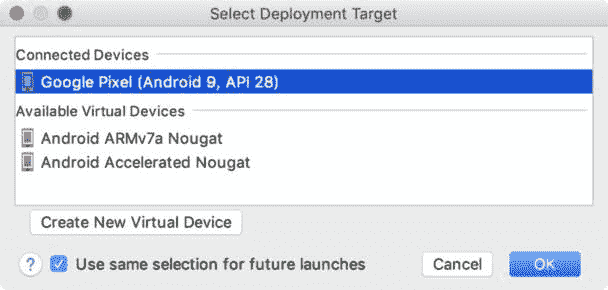 Select Deployment Target
Connected Devices
Google Pixel (Android 9, API 28)
Available Virtual Devices
Android ARMv7a Nougat
Android Accelerated Nougat
Create New Virtual Device
? Use same selection for future launches Cancel OK